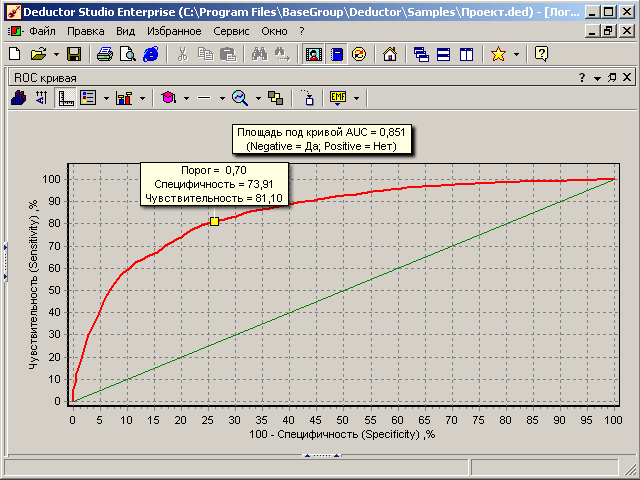 Deductor Studio Enterprise (C:\Program Files\BaseGroup\Deductor\Samples\Проект.ded) - [Лог...
Файл Правка Вид Избранное Сервис Окно ?
ROC кривая
EMF
Площадь под кривой AUC = 0,851
(Negative = Да; Positive = Нет)
Порог = 0,70
Специфичность = 73,91
Чувствительность = 81,10
Чувствительность (Sensitivity) ,%
100
90
80
70
60
50
40
30
20
10
0
0 5 10 15 20 25 30 35 40 45 50 55 60 65 70 75 80 85 90 95 100
100 - Специфичность (Specificity) ,%